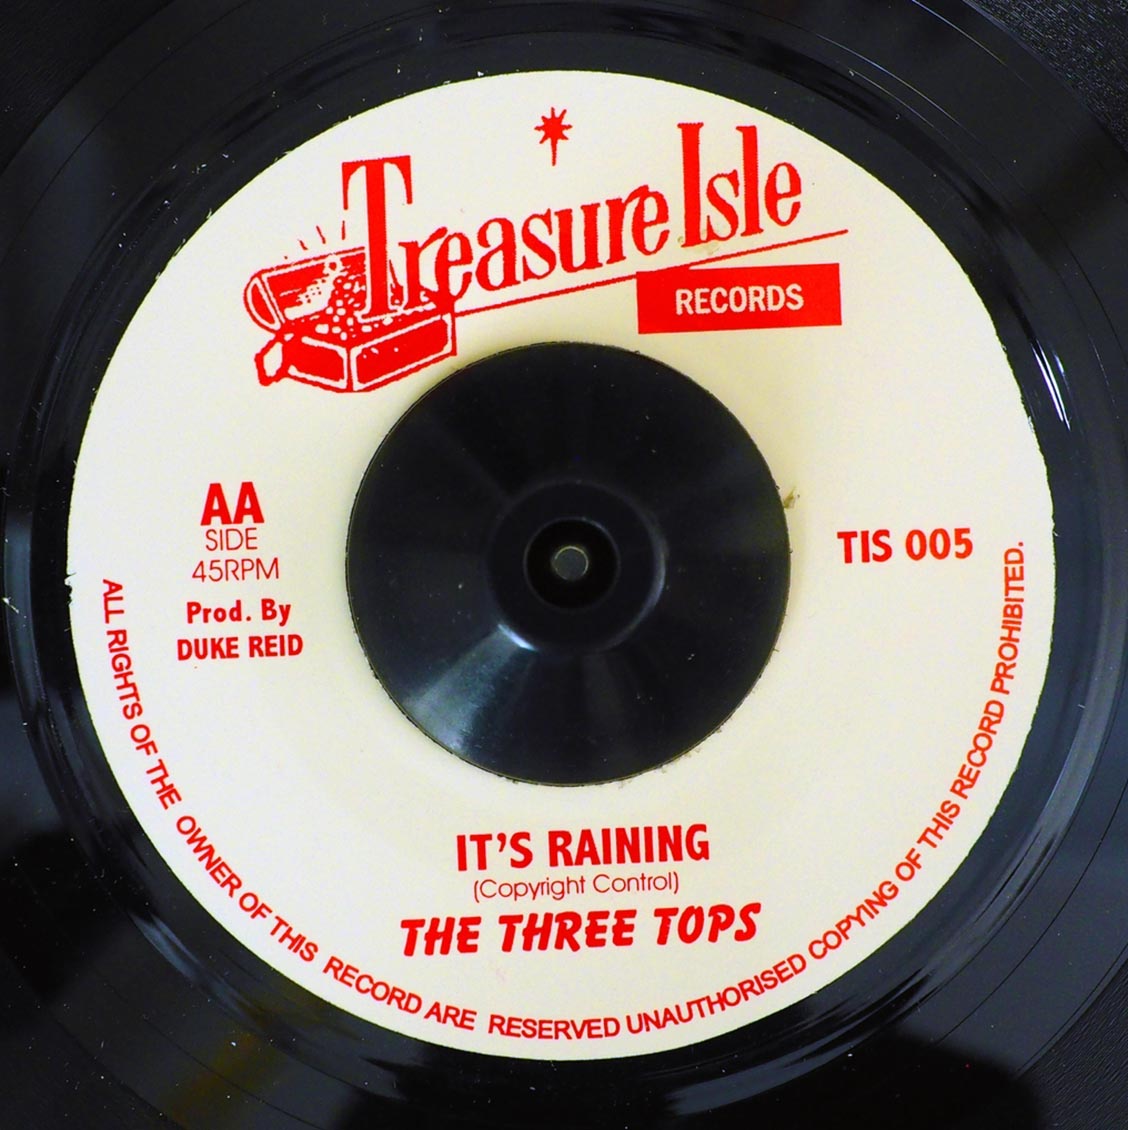 Treasure Isle
RECORDS
AA
SIDE
45RPM
Prod. By
DUKE REID
TIS 005
IT'S RAINING
(Copyright Control)
THE THREE TOPS
ALL RIGHTS OF THE OWNER OF THIS RECORD ARE RESERVED UNAUTHORISED COPYING OF THIS RECORD PROHIBITED.